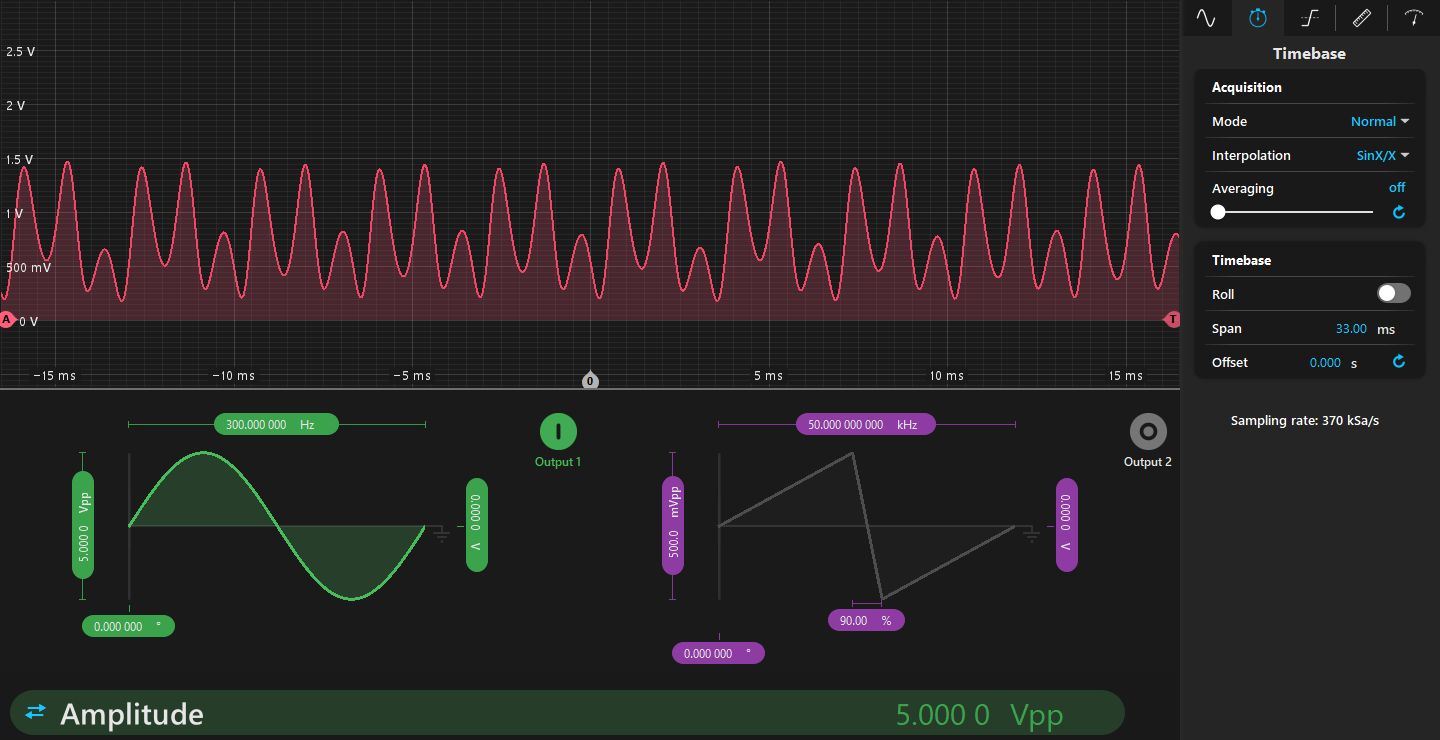 Timebase
2.5 V
2 V
1.5 V
1 V
500 mV
0 V
A
T
−15 ms
−10 ms
−5 ms
0
5 ms
10 ms
15 ms
Acquisition
Mode Normal
Interpolation SinX/X
Averaging off
Timebase
Roll
Span 33.00 ms
Offset 0.000 s
Sampling rate: 370 kSa/s
300.000 000 Hz
Output 1
5.000 0 Vpp
0.000 0 V
0.000 000 °
50.000 000 000 kHz
Output 2
500.0 mVpp
0.000 0 V
90.00 %
0.000 000 °
Amplitude 5.000 0 Vpp